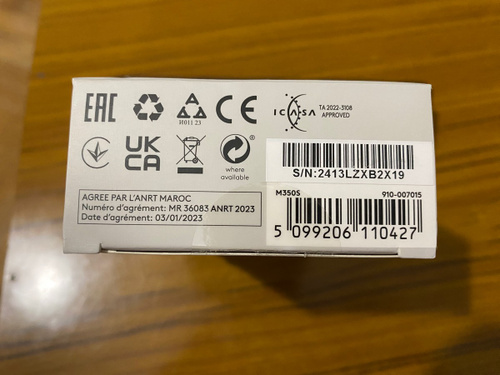 EAC
H011 23
CE
ICASA
TA 2022-3108
APPROVED
UK
CA
where
available
S/N:2413LZXB2X19
AGREE PAR L'ANRT MAROC
Numéro d'agrément: MR 36083 ANRT 2023
Date d'agrément: 03/01/2023
M350S 910-007015
5 099206 110427